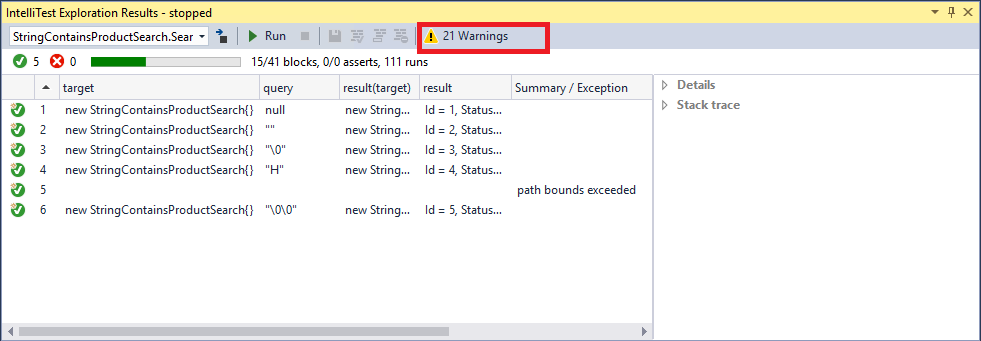 IntelliTest Exploration Results - stopped
StringContainsProductSearch.Sear Run 21 Warnings
5 0 15/41 blocks, 0/0 asserts, 111 runs
target query result(target) result Summary / Exception Details
Stack trace
1 new StringContainsProductSearch{} null new String... Id = 1, Status...
2 new StringContainsProductSearch{} "" new String... Id = 2, Status...
3 new StringContainsProductSearch{} "\0" new String... Id = 3, Status...
4 new StringContainsProductSearch{} "H" new String... Id = 4, Status...
5 path bounds exceeded
6 new StringContainsProductSearch{} "\0\0" new String... Id = 5, Status...